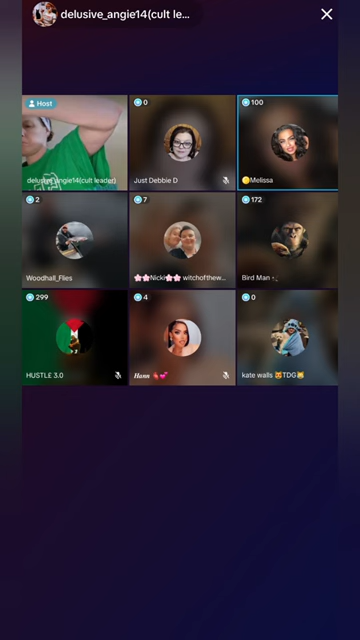 delusive_angie14(cult le...
Host
0
100
delusive_angie14(cult leader)
Just Debbie D
Melissa
2
7
172
Woodhall_Flies
🌸🌸Nicki🌸🌸 witchofthew...
Bird Man
299
4
0
HUSTLE 3.0
Hann
kate walls 🐯TDG🐱